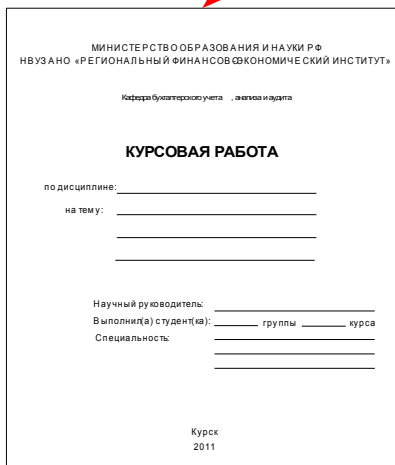 МИНИСТЕРСТВО ОБРАЗОВАНИЯ И НАУКИ РФ
НВУЗ АНО «РЕГИОНАЛЬНЫЙ ФИНАНСОВ-ЭКОНОМИЧЕСКИЙ ИНСТИТУТ»
Кафедра бухгалтерского учета , анализа и аудита
КУРСОВАЯ РАБОТА
по дисциплине:
на тему:
Научный руководитель:
Выполнил(а) студент(ка): группы курса
Специальность:
Курск
2011